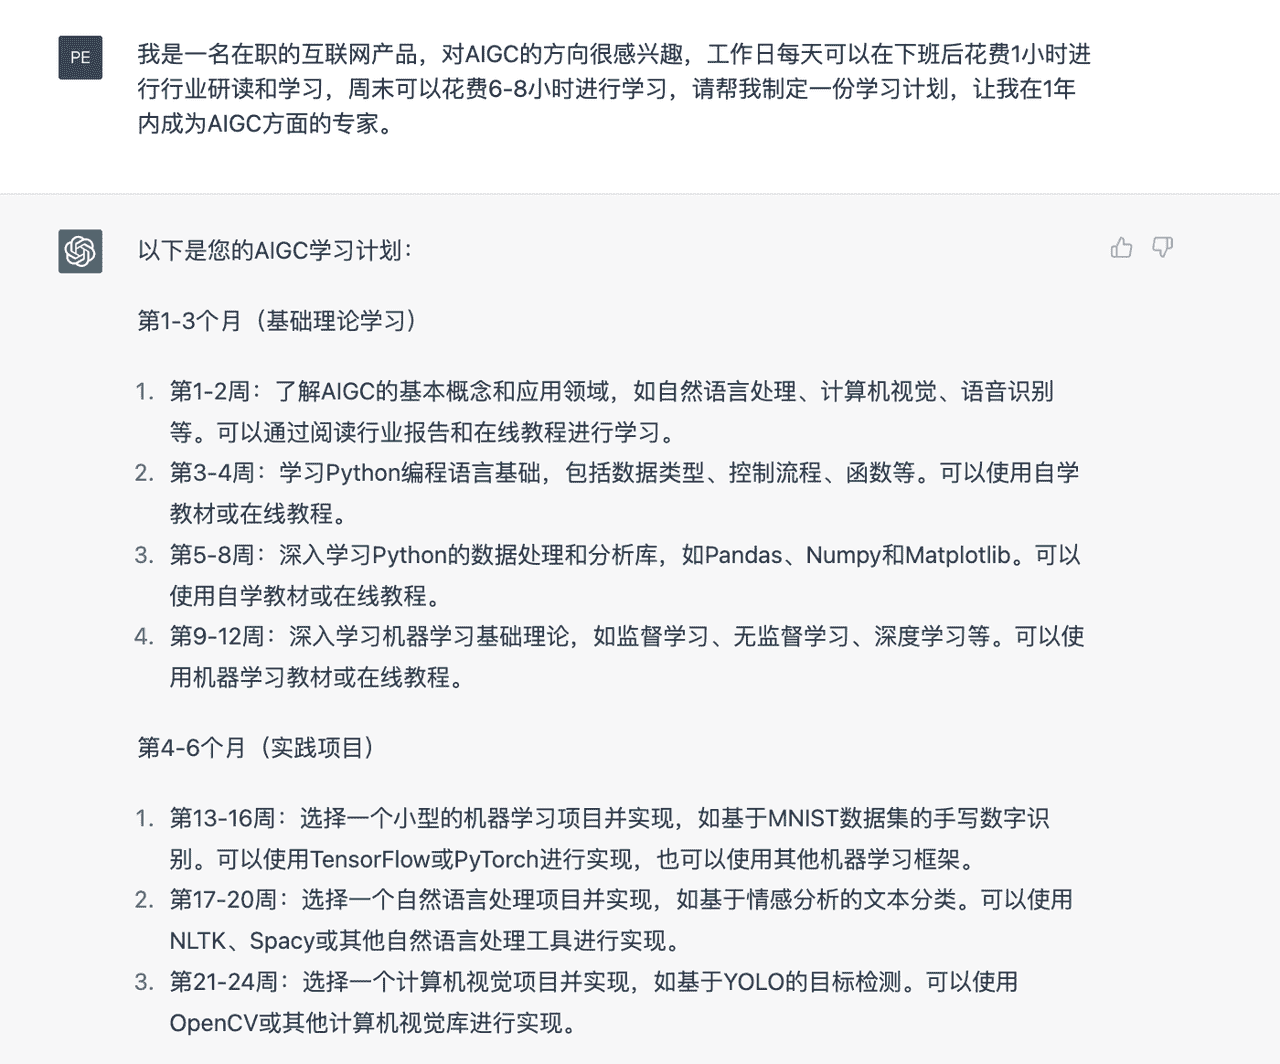 PE
我是一名在职的互联网产品，对AIGC的方向很感兴趣，工作日每天可以在下班后花费1小时进
行行业研读和学习，周末可以花费6-8小时进行学习，请帮我制定一份学习计划，让我在1年
内成为AIGC方面的专家。
以下是您的AIGC学习计划：
第1-3个月（基础理论学习）
1. 第1-2周：了解AIGC的基本概念和应用领域，如自然语言处理、计算机视觉、语音识别
等。可以通过阅读行业报告和在线教程进行学习。
2. 第3-4周：学习Python编程语言基础，包括数据类型、控制流程、函数等。可以使用自学
教材或在线教程。
3. 第5-8周：深入学习Python的数据处理和分析库，如Pandas、Numpy和Matplotlib。可以
使用自学教材或在线教程。
4. 第9-12周：深入学习机器学习基础理论，如监督学习、无监督学习、深度学习等。可以使
用机器学习教材或在线教程。
第4-6个月（实践项目）
1. 第13-16周：选择一个小型的机器学习项目并实现，如基于MNIST数据集的手写数字识
别。可以使用TensorFlow或PyTorch进行实现，也可以使用其他机器学习框架。
2. 第17-20周：选择一个自然语言处理项目并实现，如基于情感分析的文本分类。可以使用
NLTK、Spacy或其他自然语言处理工具进行实现。
3. 第21-24周：选择一个计算机视觉项目并实现，如基于YOLO的目标检测。可以使用
OpenCV或其他计算机视觉库进行实现。